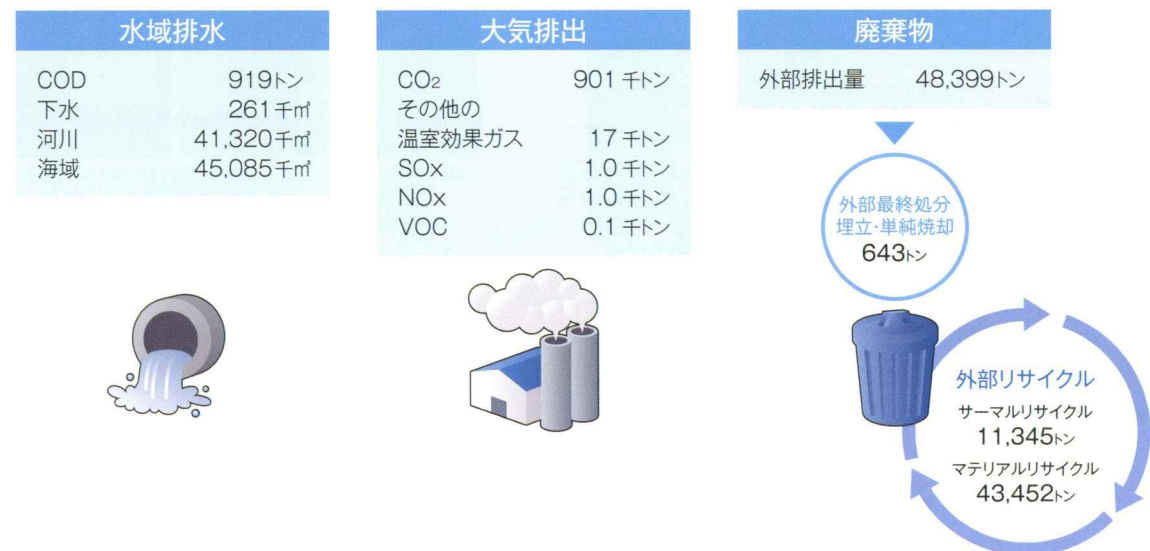 水域排水
COD 919トン
下水 261千㎥
河川 41,320千㎥
海域 45,085千㎥
大気排出
CO₂ 901千トン
その他の
温室効果ガス 17千トン
SOx 1.0千トン
NOx 1.0千トン
VOC 0.1千トン
廃棄物
外部排出量 48,399トン
外部最終処分
埋立・単純焼却
643トン
外部リサイクル
サーマルリサイクル
11,345トン
マテリアルリサイクル
43,452トン